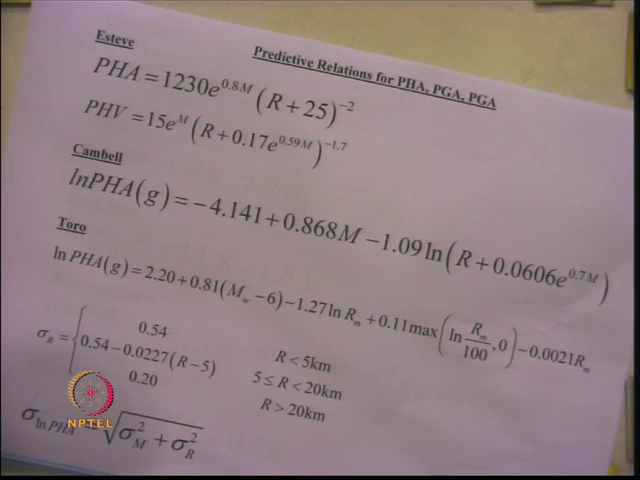 Esteve
Predictive Relations for PHA, PGA, PGA
PHA = 1230e^{0.8M} (R + 25)^{-2}
PHV = 15e^{M} (R + 0.17e^{0.59M})^{-1.7}
Cambell
lnPHA(g) = −4.141 + 0.868M − 1.09 ln(R + 0.0606e^{0.7M})
Toro
ln PHA(g) = 2.20 + 0.81(M_w − 6) − 1.27 ln R_m + 0.11 max(ln R_m/100, 0) − 0.0021R_m
σ_R = { 0.54 R < 5km
0.54 − 0.0227(R − 5) 5 ≤ R < 20km
0.20 R > 20km
σ_{ln PHA} = √(σ_M^2 + σ_R^2)
NPTEL